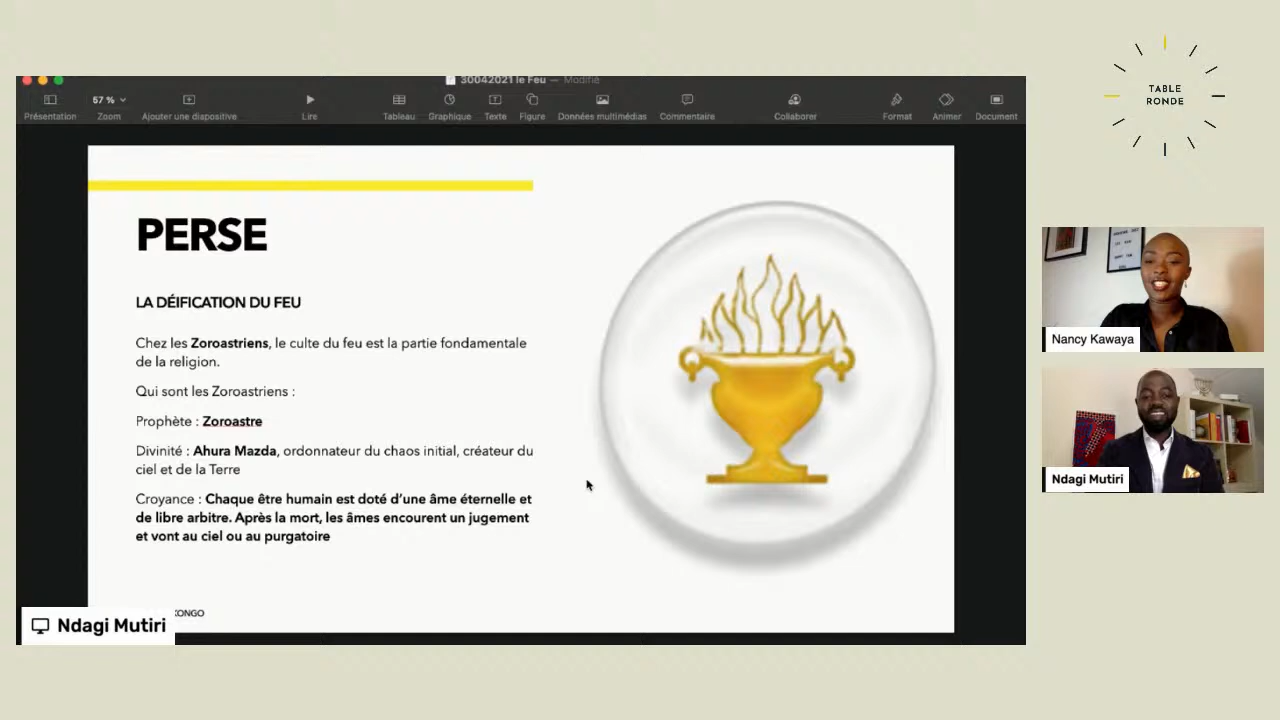 30042021 le Feu — Modifié
57 %
Présentation
Zoom
Ajouter une diapositive
Lire
Tableau
Graphique
Texte
Figure
Données multimédias
Commentaire
Collaborer
Format
Animer
Document
PERSE
LA DÉIFICATION DU FEU
Chez les Zoroastriens, le culte du feu est la partie fondamentale
de la religion.
Qui sont les Zoroastriens :
Prophète : Zoroastre
Divinité : Ahura Mazda, ordonnateur du chaos initial, créateur du
ciel et de la Terre
Croyance : Chaque être humain est doté d'une âme éternelle et
de libre arbitre. Après la mort, les âmes encourent un jugement
et vont au ciel ou au purgatoire
KONGO
Ndagi Mutiri
TABLE
RONDE
Nancy Kawaya
Ndagi Mutiri